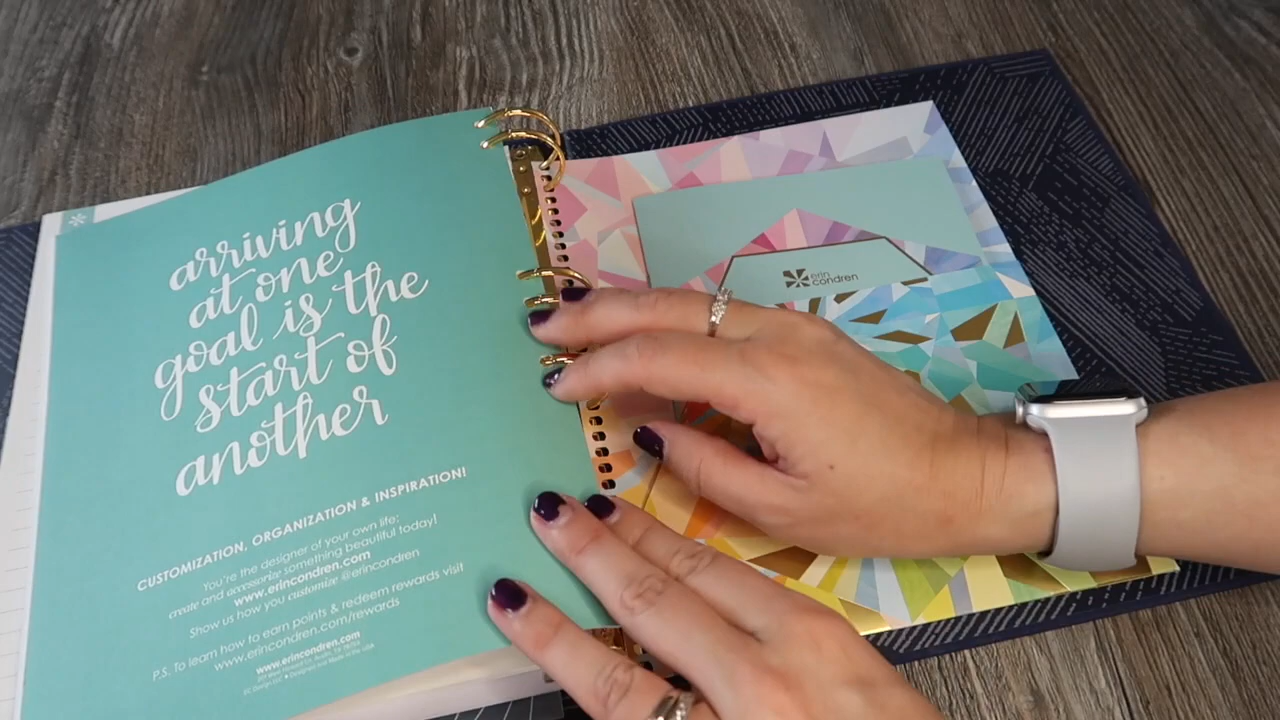 arriving
at one
goal is the
start of
another
CUSTOMIZATION, ORGANIZATION & INSPIRATION!
You're the designer of your own life:
create and accessorize something beautiful today!
www.erincondren.com
Show us how you customize @erincondren
P.S. To learn how to earn points & redeem rewards visit
www.erincondren.com/rewards
www.erincondren.com
erin
condren